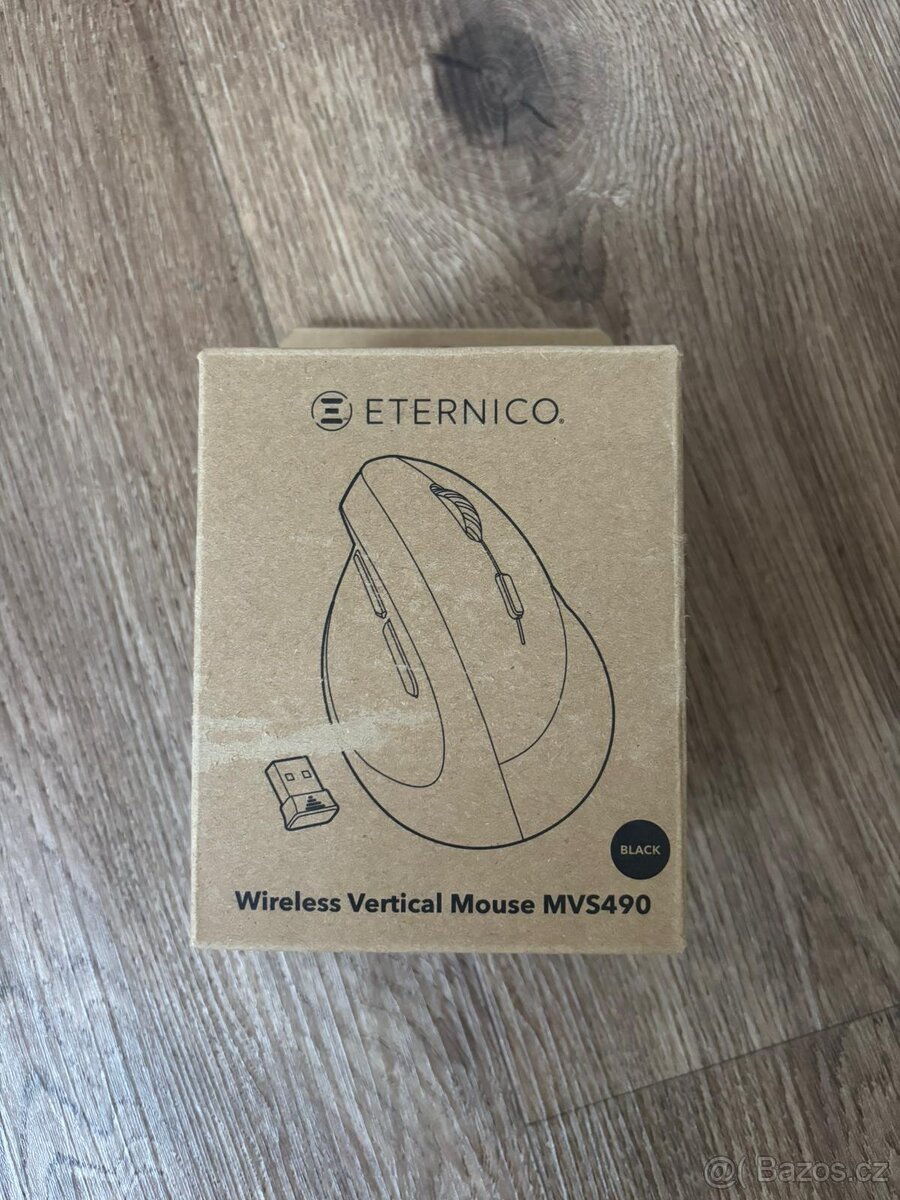 ETERNICO®
BLACK
Wireless Vertical Mouse MVS490
@( Bazos.cz